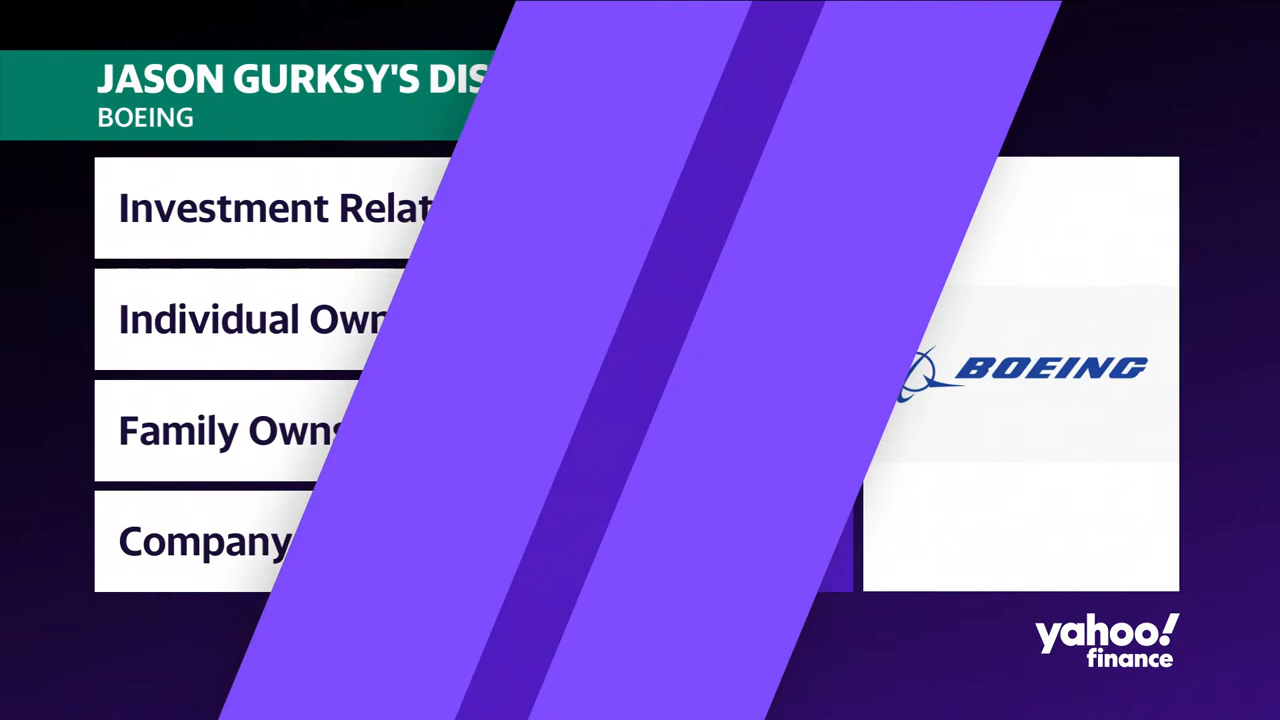 JASON GURKSY'S DIS
BOEING
Investment Relat
Individual Own
Family Owns
Company
BOEING
yahoo!
finance